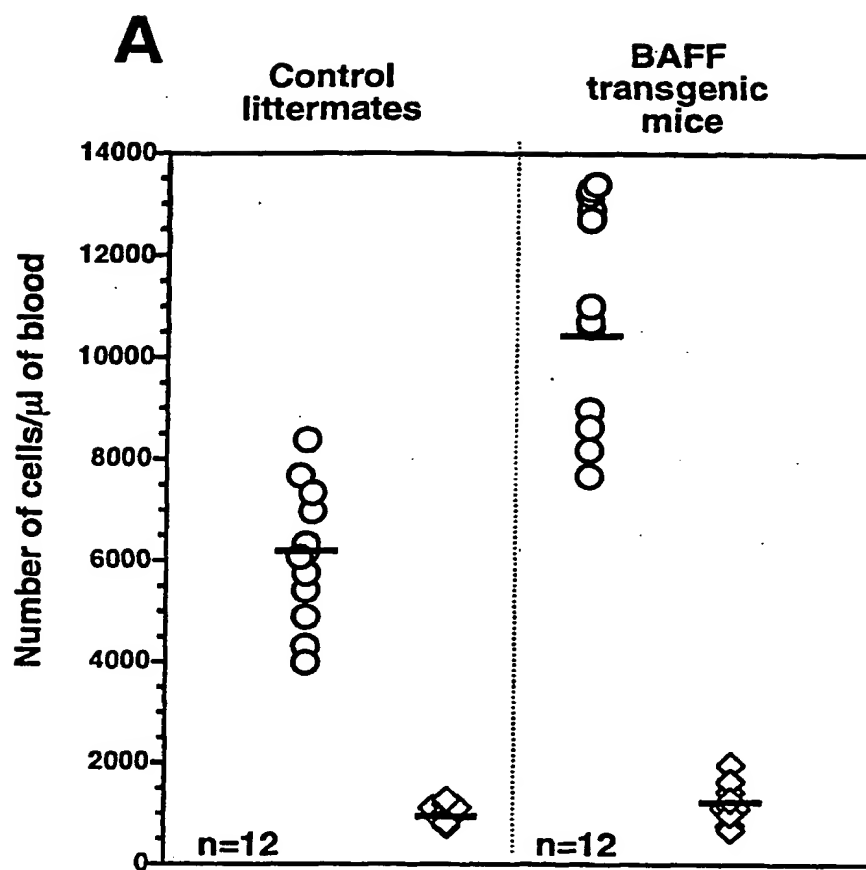 A
Control
littermates
BAFF
transgenic
mice
Number of cells/µl of blood
14000
12000
10000
8000
6000
4000
2000
0
n=12
n=12